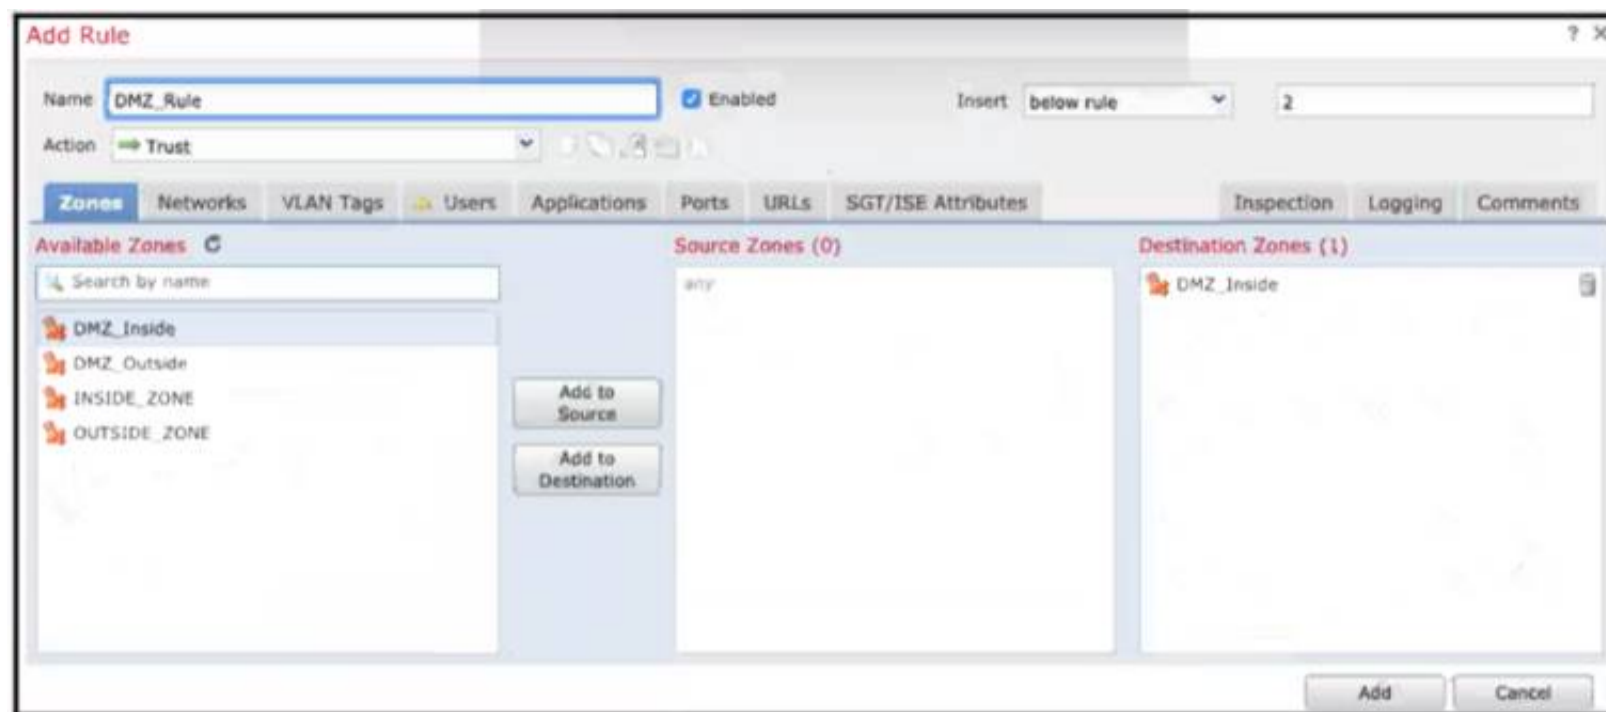 Add Rule ? X
Name DMZ_Rule Enabled Insert below rule 2
Action Trust
Zones Networks VLAN Tags Users Applications Ports URLs SGT/ISE Attributes Inspection Logging Comments
Available Zones Source Zones (0) Destination Zones (1)
Search by name any DMZ_Inside
DMZ_Inside
DMZ_Outside
INSIDE_ZONE
OUTSIDE_ZONE
Add to
Source
Add to
Destination
Add Cancel